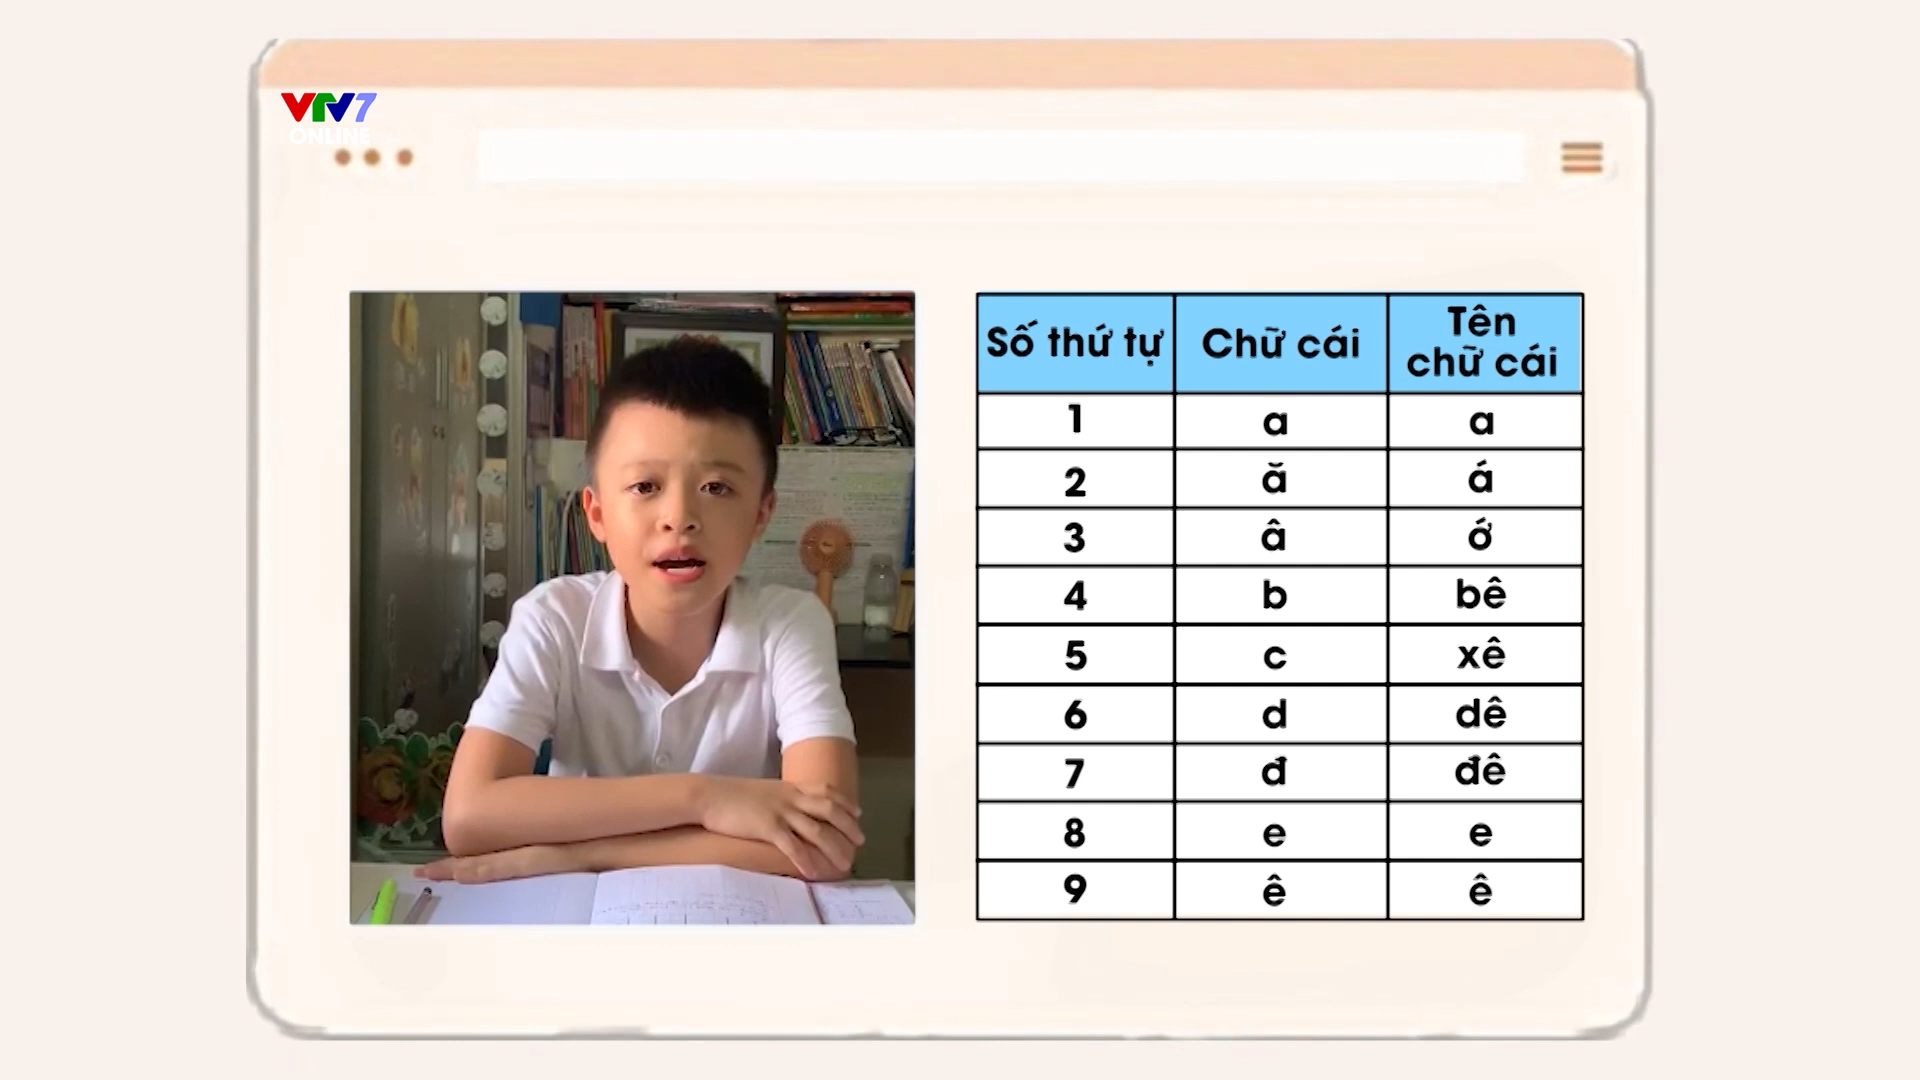 VTV7
ONLINE
Số thứ tự Chữ cái Tên chữ cái
1 a a
2 ă á
3 â ớ
4 b bê
5 c xê
6 d dê
7 đ đê
8 e e
9 ê ê